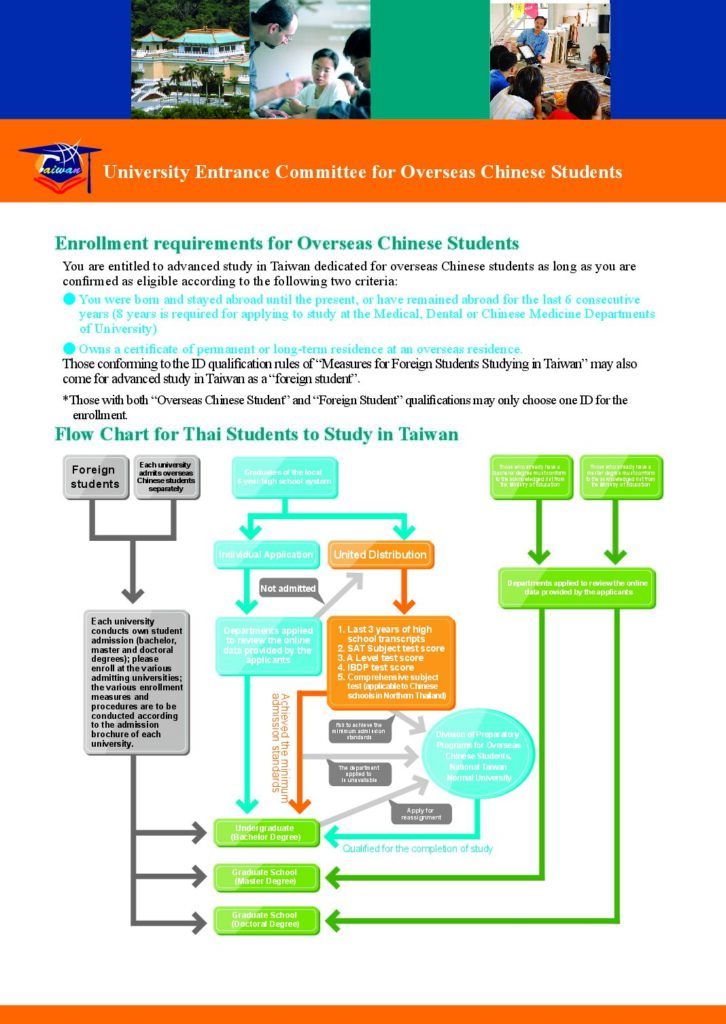 Taiwan
University Entrance Committee for Overseas Chinese Students
Enrollment requirements for Overseas Chinese Students
You are entitled to advanced study in Taiwan dedicated for overseas Chinese students as long as you are
confirmed as eligible according to the following two criteria:
● You were born and stayed abroad until the present, or have remained abroad for the last 6 consecutive
years (8 years is required for applying to study at the Medical, Dental or Chinese Medicine Departments
of University)
● Owns a certificate of permanent or long-term residence at an overseas residence.
Those conforming to the ID qualification rules of “Measures for Foreign Students Studying in Taiwan” may also
come for advanced study in Taiwan as a “foreign student”.
*Those with both “Overseas Chinese Student” and “Foreign Student” qualifications may only choose one ID for the
enrollment.
Flow Chart for Thai Students to Study in Taiwan
Foreign
students
Each university
admits overseas
Chinese students
separately
Graduates of the local
high school system
Those who already have a
bachelor degree must conform
to the acknowledged list from
the Ministry of Education
Those who already have a
master degree must conform
to the acknowledged list from
the Ministry of Education
Individual Application
United Distribution
Not admitted
Departments applied to review the online
data provided by the applicants
Each university
conducts own student
admission (bachelor,
master and doctoral
degrees); please
enroll at the various
admitting universities;
the various enrollment
measures and
procedures are to be
conducted according
to the admission
brochure of each
university.
Departments applied
to review the online
data provided by the
applicants
1. Last 3 years of high
school transcripts
2. SAT Subject test score
3. A Level test score
4. IBDP test score
5. Comprehensive subject
test (applicable to Chinese
schools in Northern Thailand)
Achieved the minimum
admission standards
Fail to achieve the
minimum admission
standards
The department
applied to
is unavailable
Apply for
reassignment
Division of Preparatory
Programs for Overseas
Chinese Students,
National Taiwan
Normal University
Undergraduate
(Bachelor Degree)
Qualified for the completion of study
Graduate School
(Master Degree)
Graduate School
(Doctoral Degree)